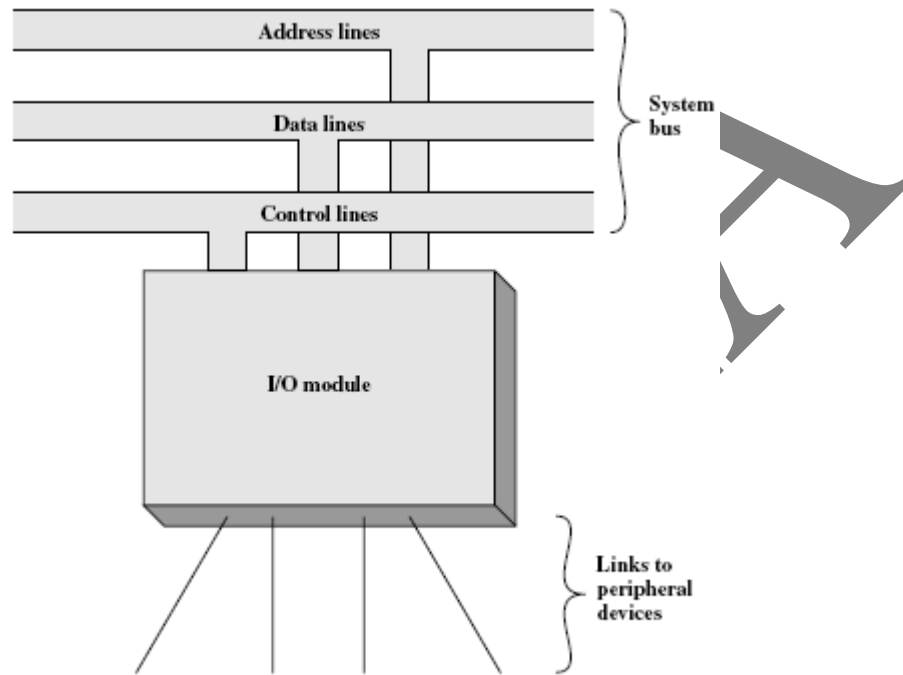 Address lines
Data lines
Control lines
System
bus
I/O module
Links to
peripheral
devices